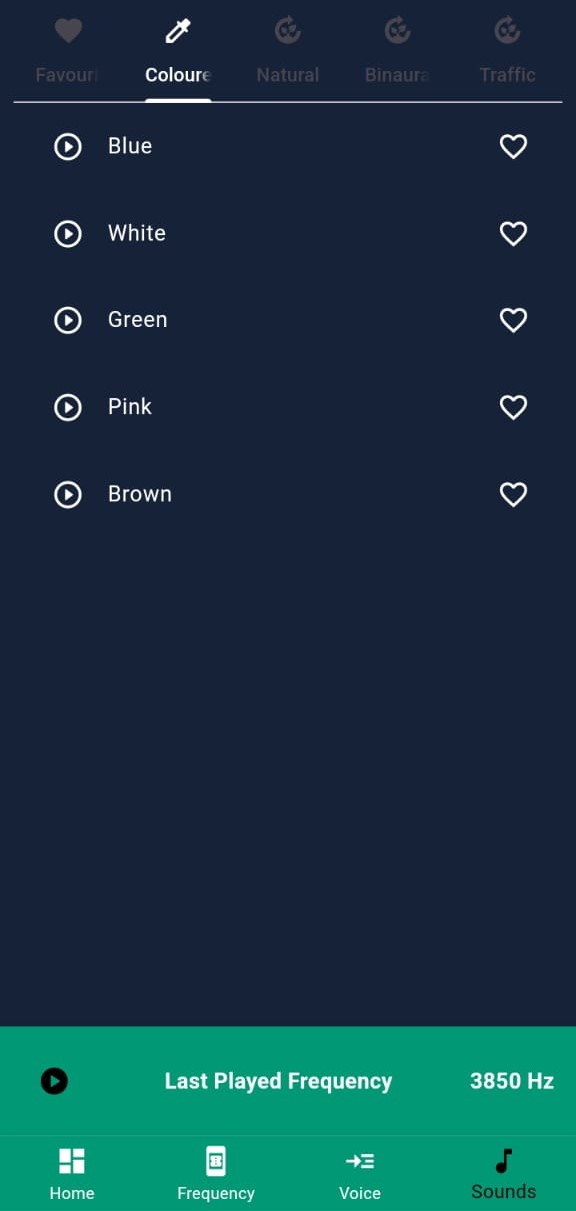 Favouri
Coloure
Natural
Binaura
Traffic
Blue
White
Green
Pink
Brown
Last Played Frequency 3850 Hz
Home
Frequency
Voice
Sounds